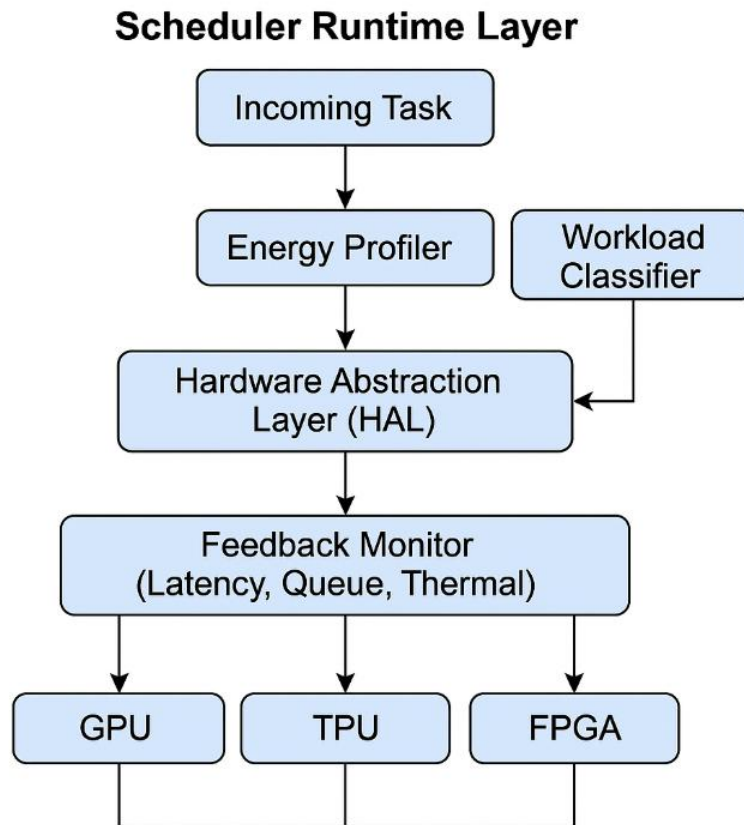 Scheduler Runtime Layer
Incoming Task
Energy Profiler
Workload
Classifier
Hardware Abstraction
Layer (HAL)
Feedback Monitor
(Latency, Queue, Thermal)
GPU
TPU
FPGA